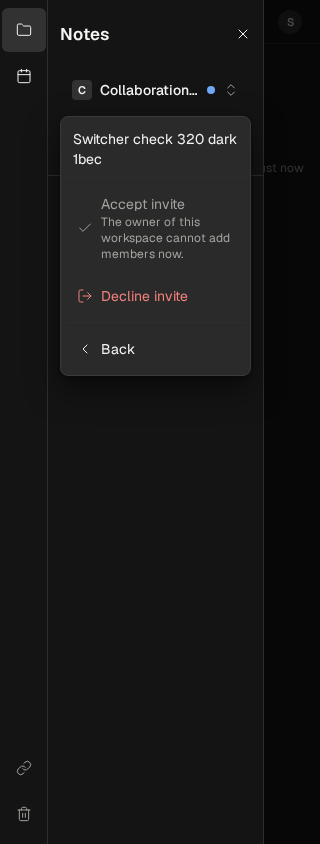 Notes
S
C Collaboration...
Switcher check 320 dark
1bec
just now
Accept invite
The owner of this
workspace cannot add
members now.
Decline invite
Back